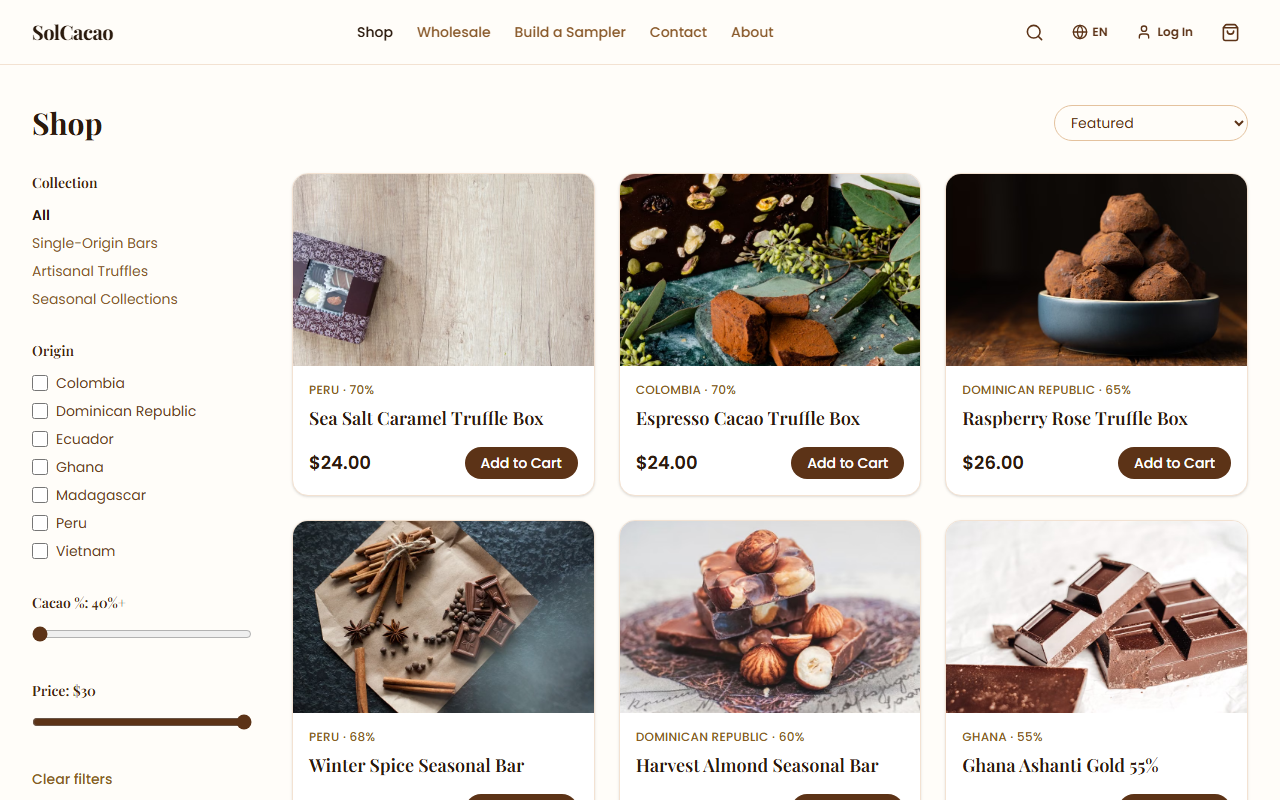 SolCacao
Shop
Wholesale
Build a Sampler
Contact
About
EN
Log In
Shop
Featured
Collection
All
Single-Origin Bars
Artisanal Truffles
Seasonal Collections
Origin
Colombia
Dominican Republic
Ecuador
Ghana
Madagascar
Peru
Vietnam
Cacao %: 40%+
Price: $30
Clear filters
PERU · 70%
Sea Salt Caramel Truffle Box
$24.00
Add to Cart
COLOMBIA · 70%
Espresso Cacao Truffle Box
$24.00
Add to Cart
DOMINICAN REPUBLIC · 65%
Raspberry Rose Truffle Box
$26.00
Add to Cart
PERU · 68%
Winter Spice Seasonal Bar
DOMINICAN REPUBLIC · 60%
Harvest Almond Seasonal Bar
GHANA · 55%
Ghana Ashanti Gold 55%